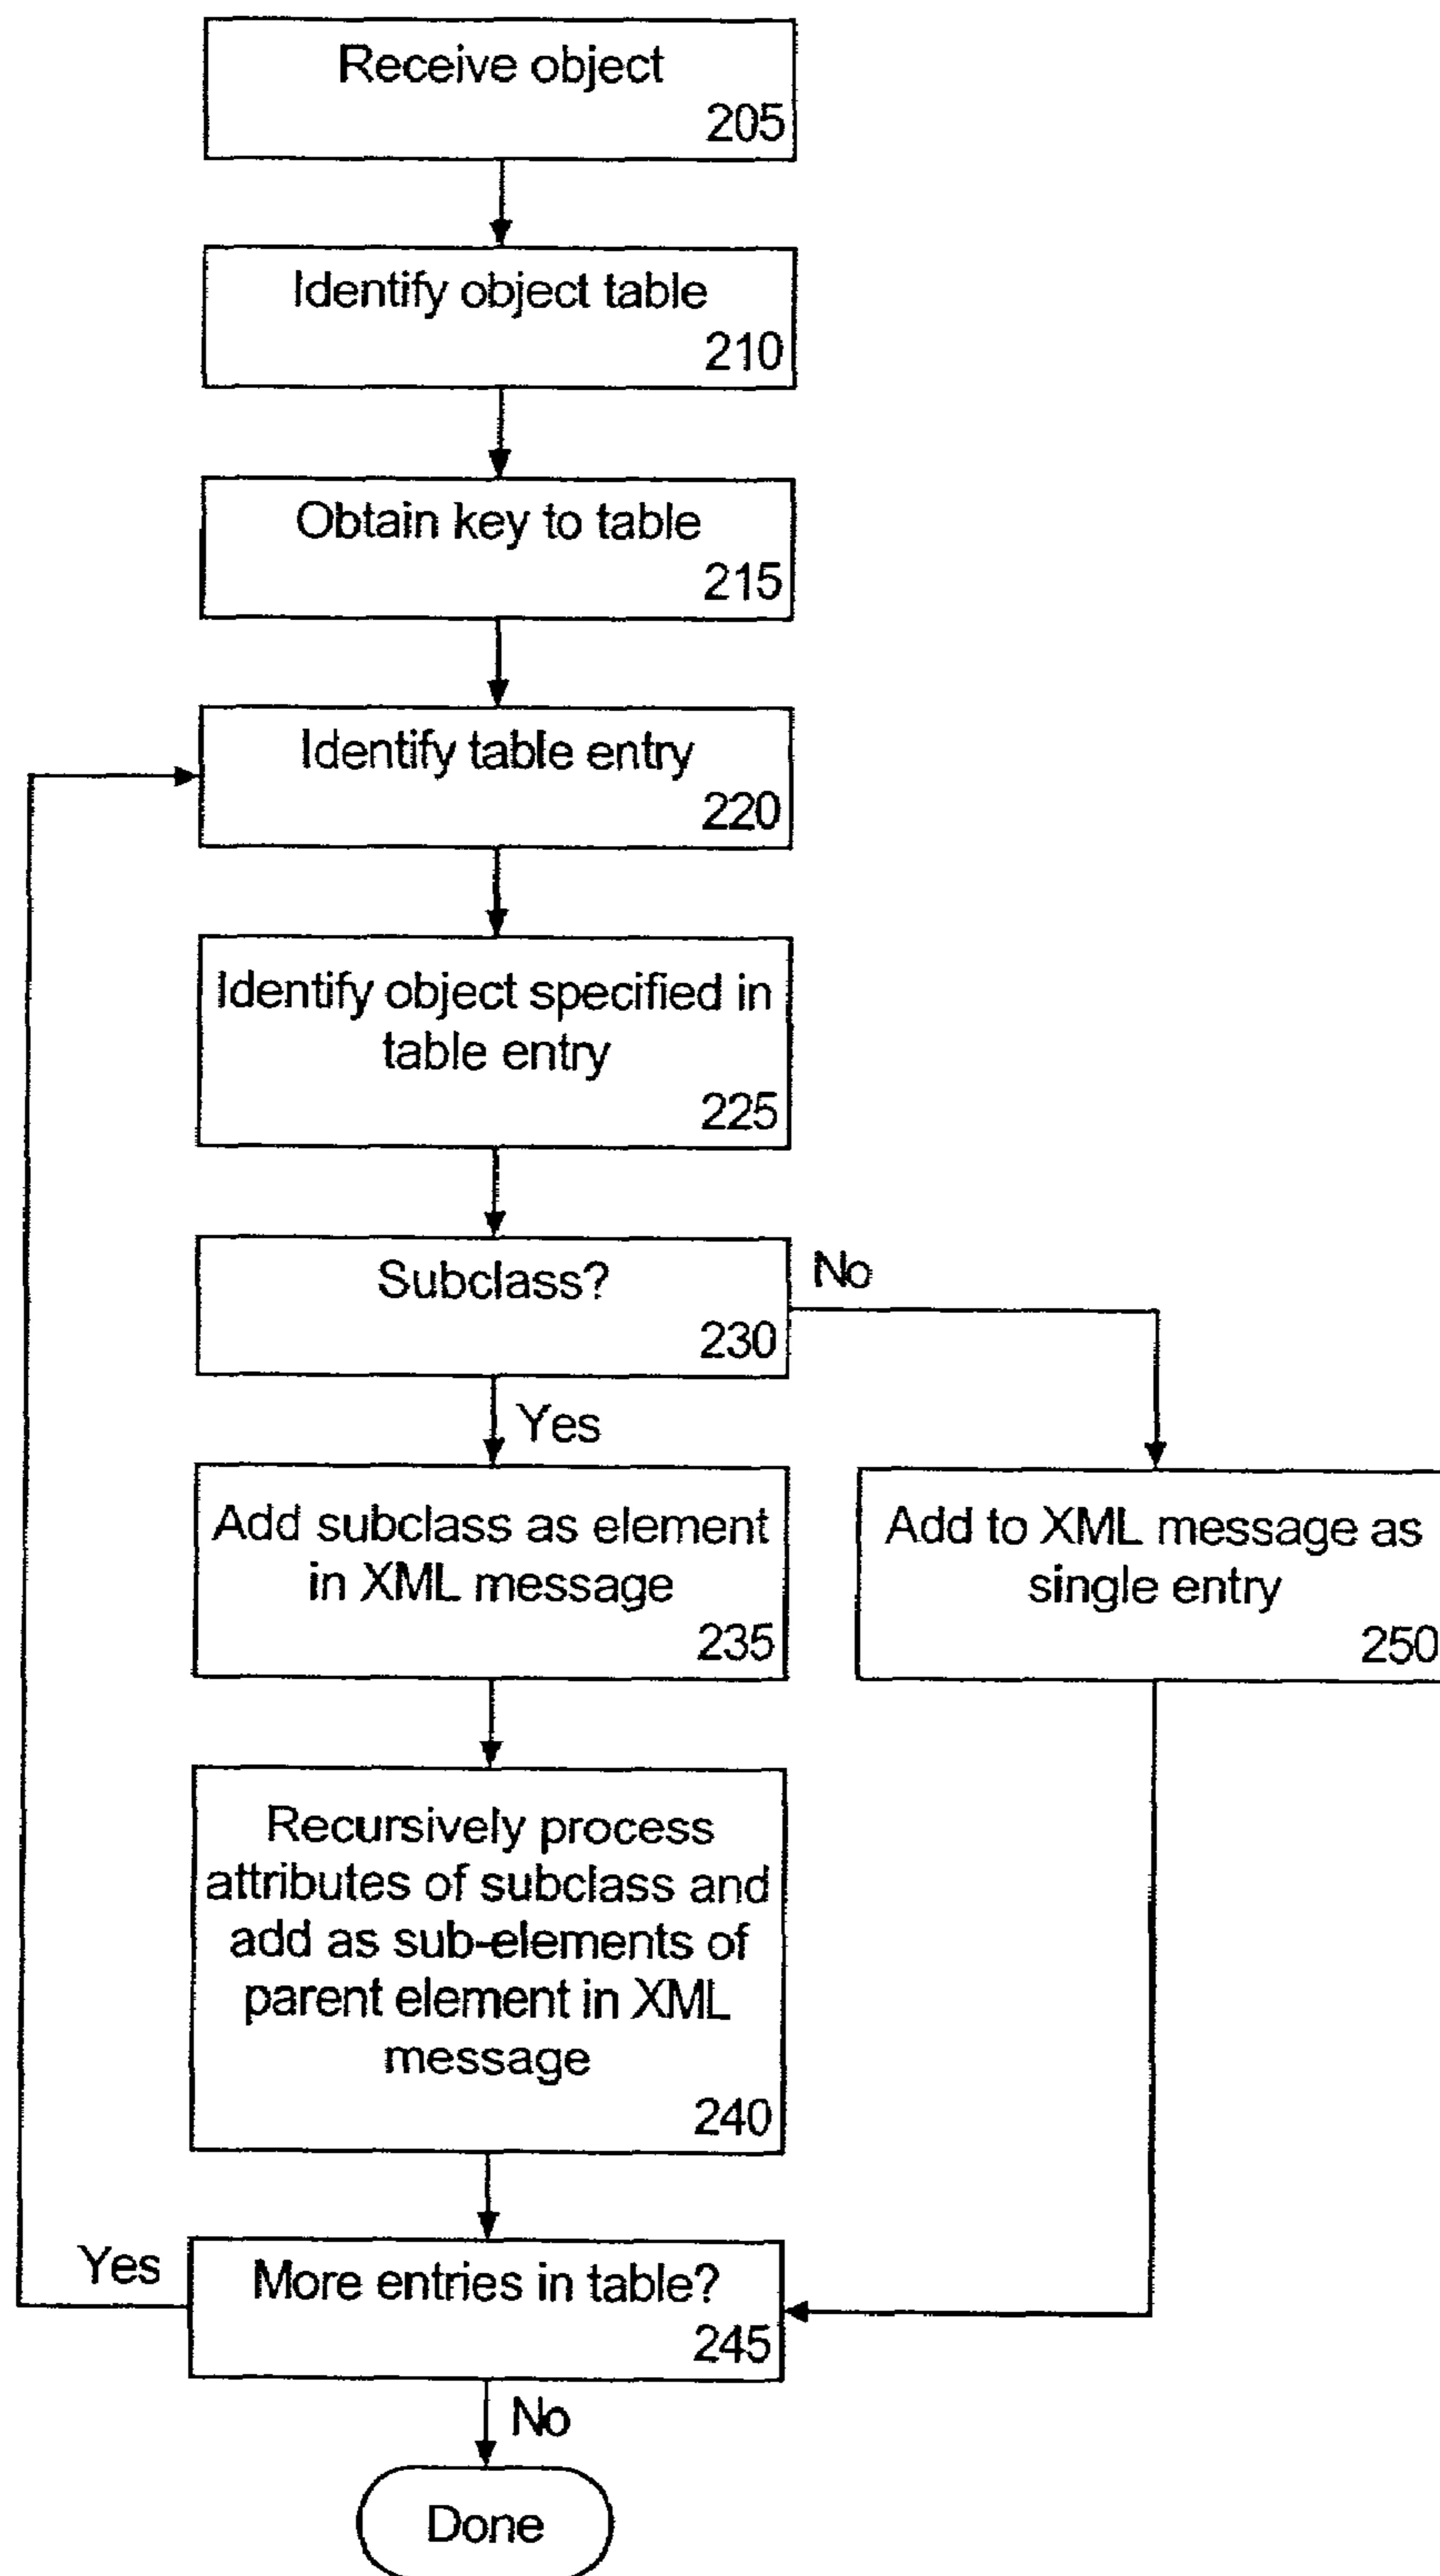 Receive object
205
Identify object table
210
Obtain key to table
215
Identify table entry
220
Identify object specified in
table entry
225
Subclass?
230
No
Yes
Add subclass as element
in XML message
235
Add to XML message as
single entry
250
Recursively process
attributes of subclass and
add as sub-elements of
parent element in XML
message
240
Yes
More entries in table?
245
No
Done